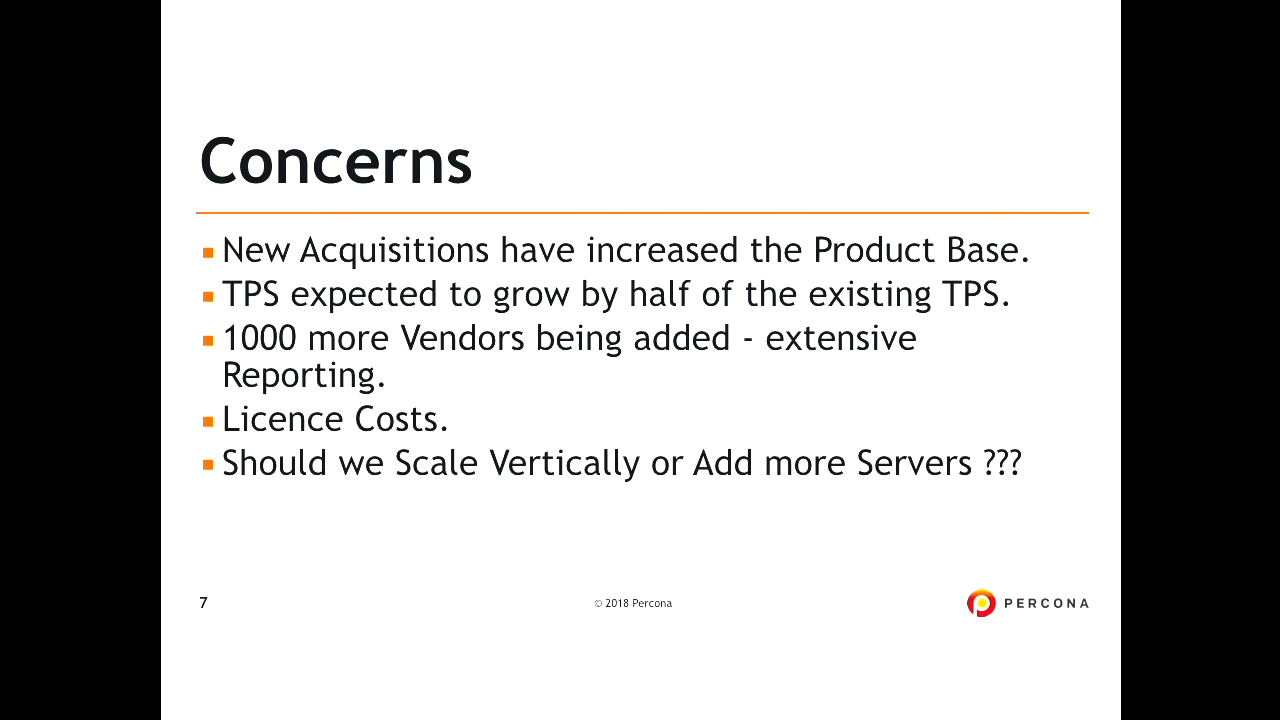 Concerns
New Acquisitions have increased the Product Base.
TPS expected to grow by half of the existing TPS.
1000 more Vendors being added - extensive
Reporting.
Licence Costs.
Should we Scale Vertically or Add more Servers ???
7
© 2018 Percona
PERCONA